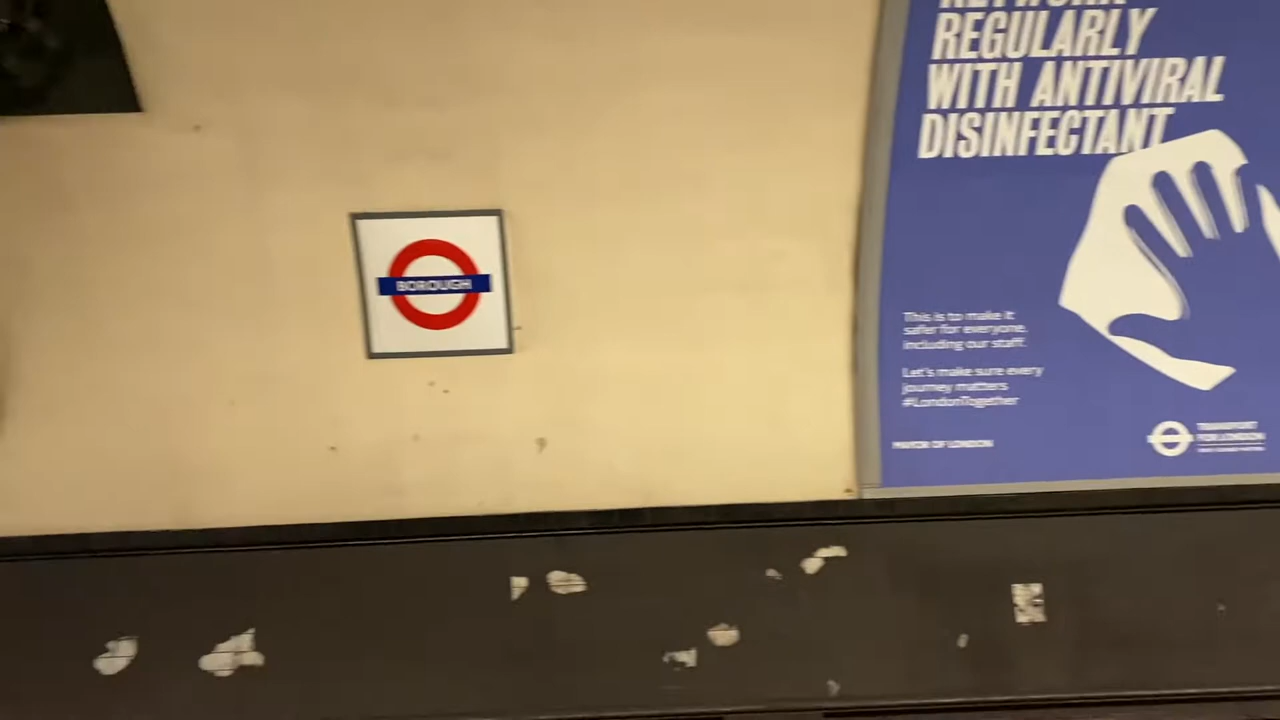 BOROUGH
NETWORK
REGULARLY
WITH ANTIVIRAL
DISINFECTANT
This is to make it
safer for everyone,
including our staff.
Let's make sure every
journey matters
#LondonTogether
MAYOR OF LONDON
TRANSPORT
FOR LONDON